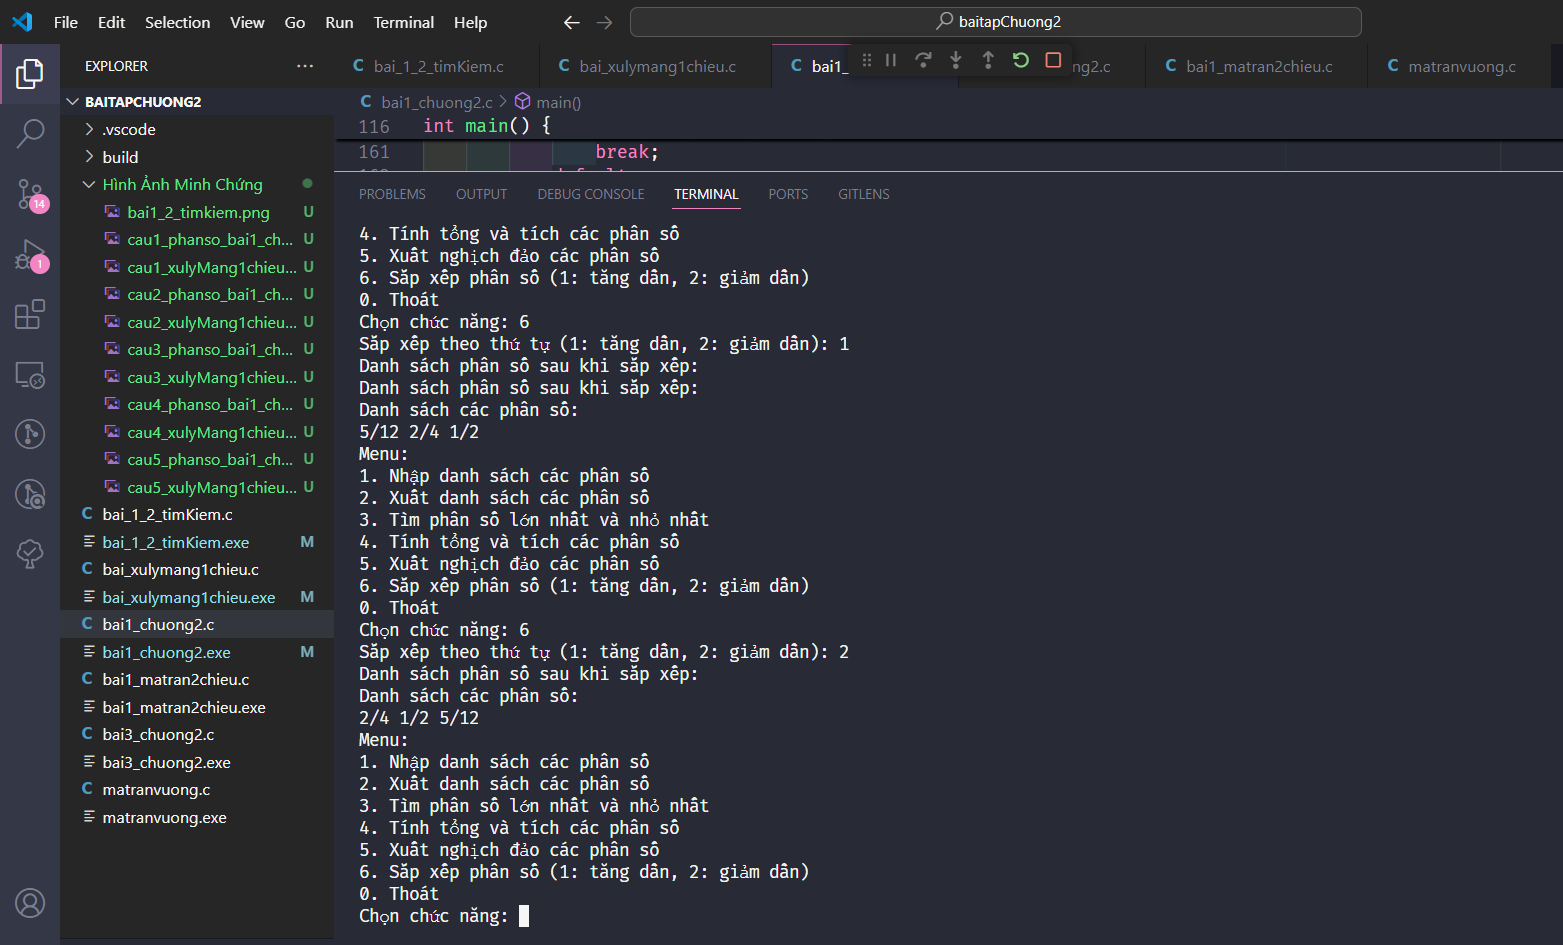 File Edit Selection View Go Run Terminal Help
baitapChuong2
EXPLORER
BAITAPCHUONG2
.vscode
build
Hình Ảnh Minh Chứng
bai1_2_timkiem.png U
cau1_phanso_bai1_ch... U
cau1_xulyMang1chieu... U
cau2_phanso_bai1_ch... U
cau2_xulyMang1chieu... U
cau3_phanso_bai1_ch... U
cau3_xulyMang1chieu... U
cau4_phanso_bai1_ch... U
cau4_xulyMang1chieu... U
cau5_phanso_bai1_ch... U
cau5_xulyMang1chieu... U
C bai_1_2_timKiem.c
bai_1_2_timKiem.exe M
C bai_xulymang1chieu.c
bai_xulymang1chieu.exe M
C bai1_chuong2.c
bai1_chuong2.exe M
C bai1_matran2chieu.c
bai1_matran2chieu.exe
C bai3_chuong2.c
bai3_chuong2.exe
C matranvuong.c
matranvuong.exe
14
1
C bai_1_2_timKiem.c C bai_xulymang1chieu.c C bai1_ ng2.c C bai1_matran2chieu.c C matranvuong.c
C bai1_chuong2.c > main()
116 int main() {
161 break;
PROBLEMS OUTPUT DEBUG CONSOLE TERMINAL PORTS GITLENS
4. Tính tổng và tích các phân số
5. Xuất nghịch đảo các phân số
6. Sắp xếp phân số (1: tăng dần, 2: giảm dần)
0. Thoát
Chọn chức năng: 6
Sắp xếp theo thứ tự (1: tăng dần, 2: giảm dần): 1
Danh sách phân số sau khi sắp xếp:
Danh sách phân số sau khi sắp xếp:
Danh sách các phân số:
5/12 2/4 1/2
Menu:
1. Nhập danh sách các phân số
2. Xuất danh sách các phân số
3. Tìm phân số lớn nhất và nhỏ nhất
4. Tính tổng và tích các phân số
5. Xuất nghịch đảo các phân số
6. Sắp xếp phân số (1: tăng dần, 2: giảm dần)
0. Thoát
Chọn chức năng: 6
Sắp xếp theo thứ tự (1: tăng dần, 2: giảm dần): 2
Danh sách phân số sau khi sắp xếp:
Danh sách các phân số:
2/4 1/2 5/12
Menu:
1. Nhập danh sách các phân số
2. Xuất danh sách các phân số
3. Tìm phân số lớn nhất và nhỏ nhất
4. Tính tổng và tích các phân số
5. Xuất nghịch đảo các phân số
6. Sắp xếp phân số (1: tăng dần, 2: giảm dần)
0. Thoát
Chọn chức năng: